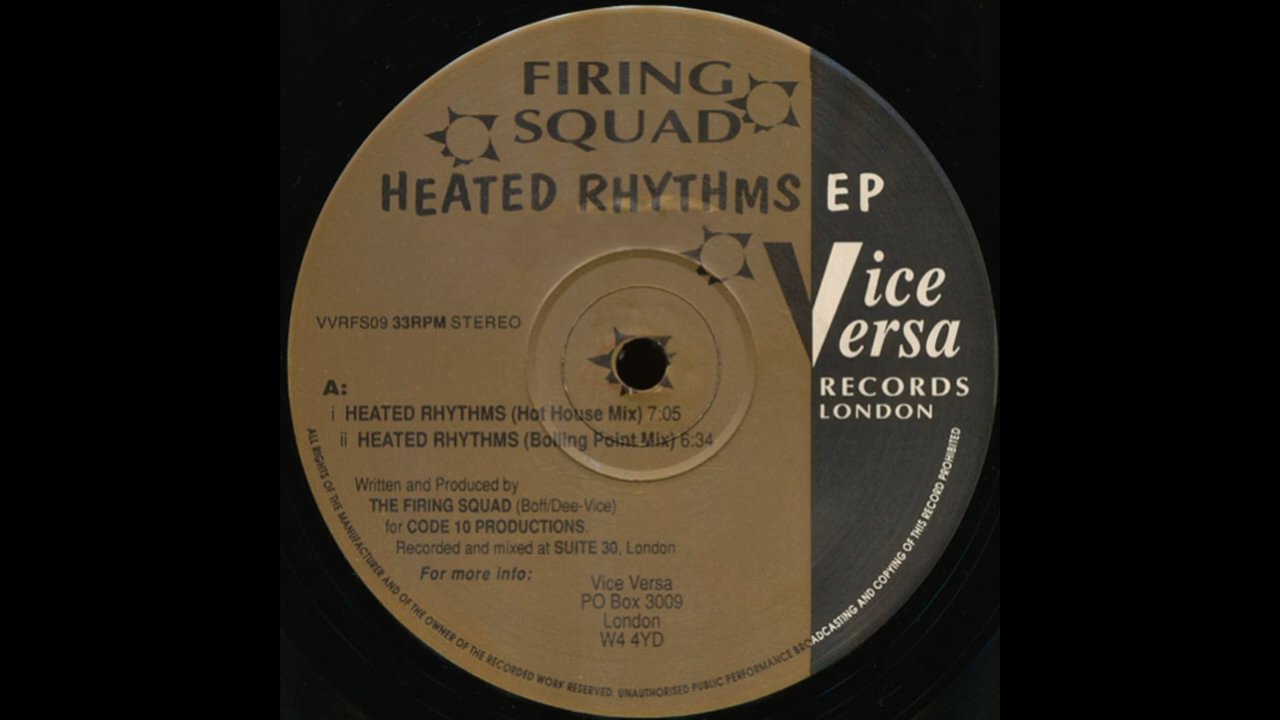 FIRING
SQUAD
HEATED RHYTHMS EP
Vice
Versa
RECORDS
LONDON
VVRFS09 33RPM STEREO
A:
i HEATED RHYTHMS (Hot House Mix) 7:05
ii HEATED RHYTHMS (Boiling Point Mix) 6:34
Written and Produced by
THE FIRING SQUAD (Boff/Dee-Vice)
for CODE 10 PRODUCTIONS.
Recorded and mixed at SUITE 30, London
For more info:
Vice Versa
PO Box 3009
London
W4 4YD
ALL RIGHTS OF THE MANUFACTURER AND OF THE OWNER OF THE RECORDED WORK RESERVED. UNAUTHORISED PUBLIC PERFORMANCE BROADCASTING AND COPYING OF THIS RECORD PROHIBITED